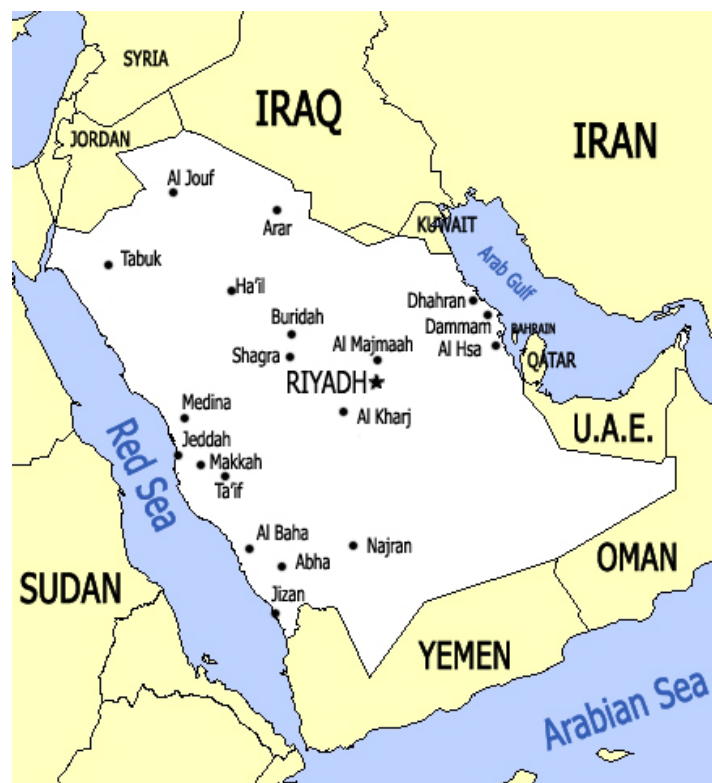 SYRIA
IRAQ
IRAN
JORDAN
Al Jouf
Arar
KUWAIT
Tabuk
Arab Gulf
Ha'il
Dhahran
Buridah
Dammam
BAHRAIN
Al Majmaah
Al Hsa
Shagra
QATAR
RIYADH
Medina
Al Kharj
U.A.E.
Red Sea
Jeddah
Makkah
Ta'if
Al Baha
Najran
Abha
OMAN
SUDAN
Jizan
YEMEN
Arabian Sea